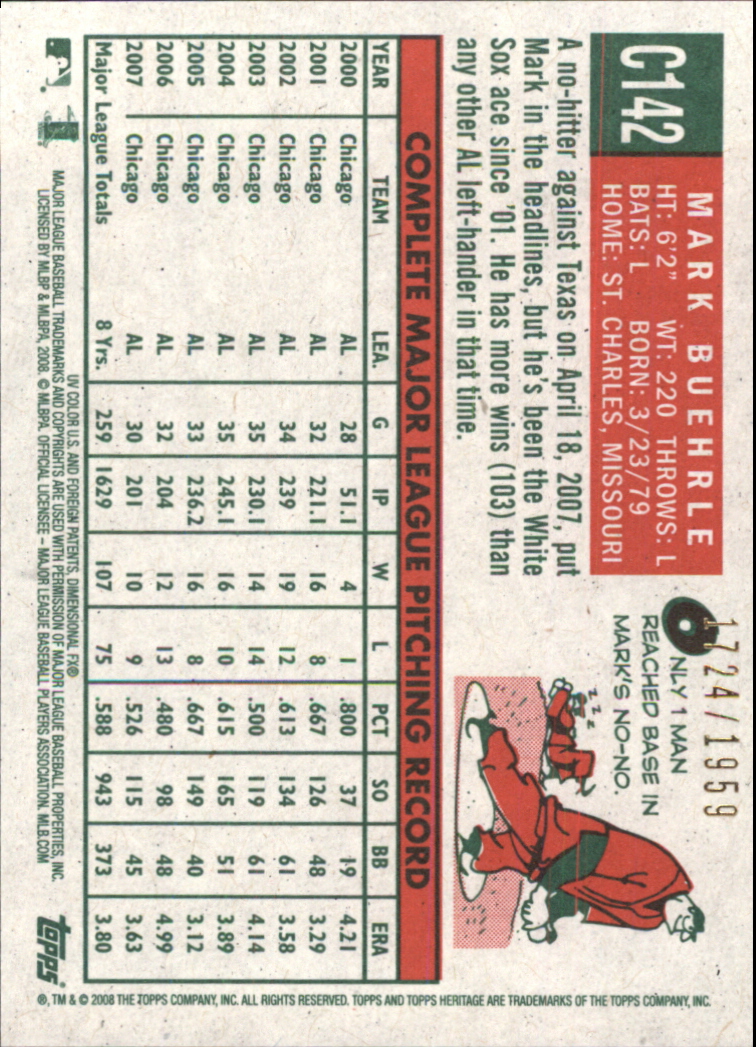 C142
MARK BUEHRLE
HT: 6'2" WT: 220 THROWS: L
BATS: L BORN: 3/23/79
HOME: ST. CHARLES, MISSOURI
A no-hitter against Texas on April 18, 2007, put
Mark in the headlines, but he's been the White
Sox ace since '01. He has more wins (103) than
any other AL left-hander in that time.
1724/1959
ONLY 1 MAN
REACHED BASE IN
MARK'S NO-NO.
z z z
COMPLETE MAJOR LEAGUE PITCHING RECORD
YEAR TEAM LEA. G IP W L PCT SO BB ERA
2000 Chicago AL 28 51.1 4 1 .800 37 19 4.21
2001 Chicago AL 32 221.1 16 8 .667 126 48 3.29
2002 Chicago AL 34 239 19 12 .613 134 61 3.58
2003 Chicago AL 35 230.1 14 14 .500 119 61 4.14
2004 Chicago AL 35 245.1 16 10 .615 165 51 3.89
2005 Chicago AL 33 236.2 16 8 .667 149 40 3.12
2006 Chicago AL 32 204 12 13 .480 98 48 4.99
2007 Chicago AL 30 201 10 9 .526 115 45 3.63
Major League Totals 8 Yrs. 259 1629 107 75 .588 943 373 3.80
UV COLOR U.S. AND FOREIGN PATENTS. DIMENSIONAL FX®
MAJOR LEAGUE BASEBALL TRADEMARKS AND COPYRIGHTS ARE USED WITH PERMISSION OF MAJOR LEAGUE BASEBALL PROPERTIES, INC.
LICENSED BY MLBP & MLBPA, 2008. © MLBPA. OFFICIAL LICENSEE – MAJOR LEAGUE BASEBALL PLAYERS ASSOCIATION. MLB.COM
topps
®, TM & © 2008 THE TOPPS COMPANY, INC. ALL RIGHTS RESERVED. TOPPS AND TOPPS HERITAGE ARE TRADEMARKS OF THE TOPPS COMPANY, INC.